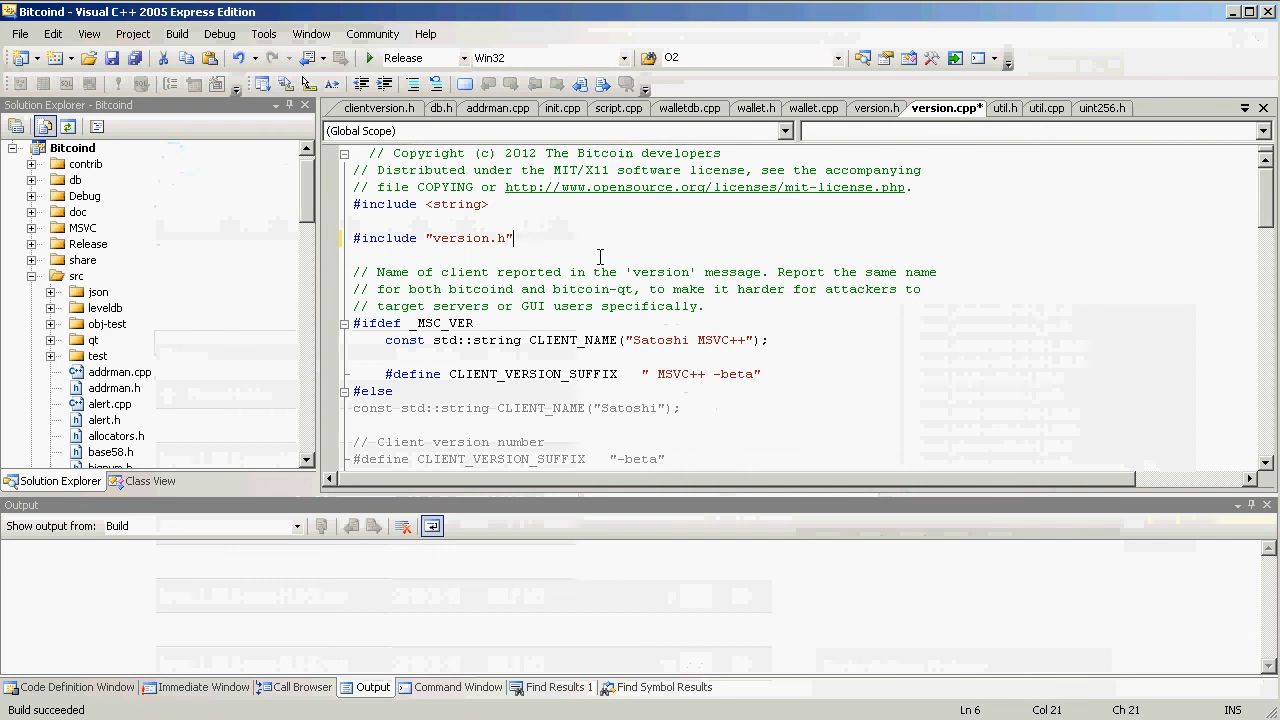 Bitcoind - Visual C++ 2005 Express Edition
File Edit View Project Build Debug Tools Window Community Help
Release Win32 O2
Solution Explorer - Bitcoind
clientversion.h db.h addrman.cpp init.cpp script.cpp walletdb.cpp wallet.h wallet.cpp version.h version.cpp* util.h util.cpp uint256.h
(Global Scope)
Bitcoind
contrib
db
Debug
doc
MSVC
Release
share
src
json
leveldb
obj-test
qt
test
addrman.cpp
addrman.h
alert.cpp
alert.h
allocators.h
base58.h
bignum.h
// Copyright (c) 2012 The Bitcoin developers
// Distributed under the MIT/X11 software license, see the accompanying
// file COPYING or http://www.opensource.org/licenses/mit-license.php.
#include <string>
#include "version.h"
// Name of client reported in the 'version' message. Report the same name
// for both bitcoind and bitcoin-qt, to make it harder for attackers to
// target servers or GUI users specifically.
#ifdef _MSC_VER
const std::string CLIENT_NAME("Satoshi MSVC++");
#define CLIENT_VERSION_SUFFIX " MSVC++ -beta"
#else
const std::string CLIENT_NAME("Satoshi");
// Client version number
#define CLIENT_VERSION_SUFFIX "-beta"
Solution Explorer Class View
Output
Show output from: Build
Code Definition Window Immediate Window Call Browser Output Command Window Find Results 1 Find Symbol Results
Build succeeded Ln 6 Col 21 Ch 21 INS